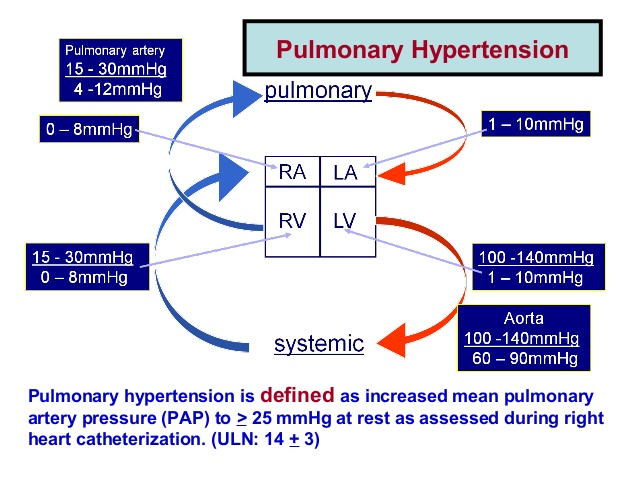 Pulmonary Hypertension
Pulmonary artery
15 - 30mmHg
4 -12mmHg
pulmonary
0 – 8mmHg
1 – 10mmHg
RA
LA
RV
LV
15 - 30mmHg
0 – 8mmHg
100 -140mmHg
1 – 10mmHg
Aorta
100 -140mmHg
60 – 90mmHg
systemic
Pulmonary hypertension is defined as increased mean pulmonary
artery pressure (PAP) to ≥ 25 mmHg at rest as assessed during right
heart catheterization. (ULN: 14 ± 3)